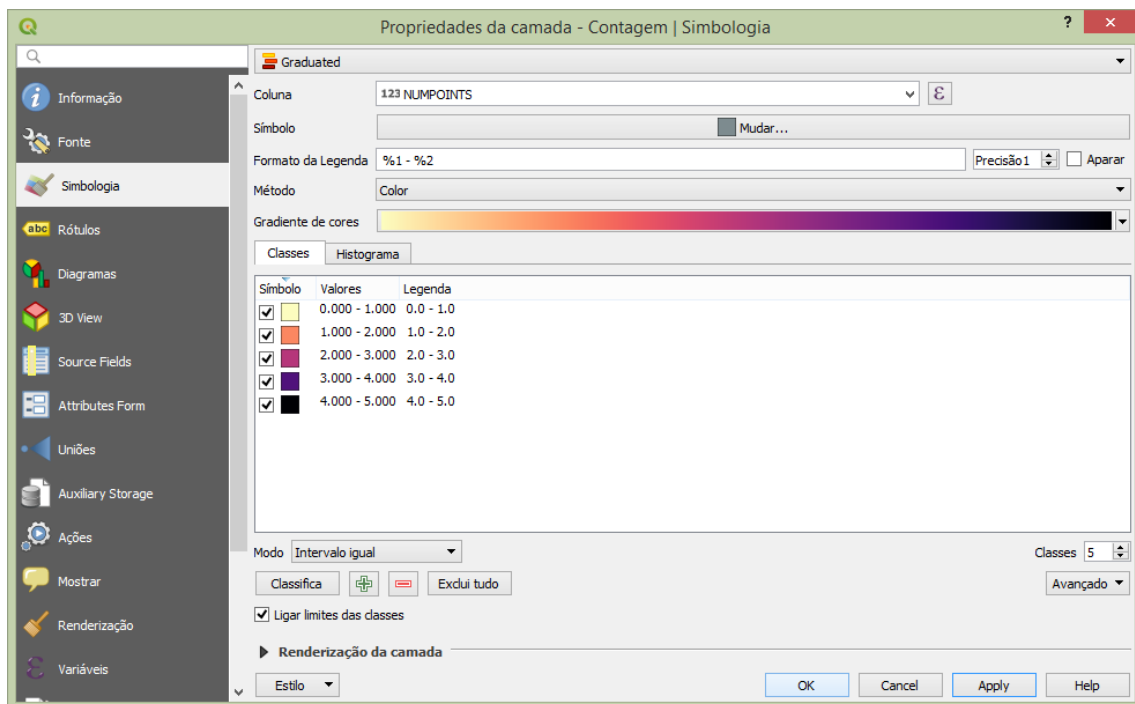 Propriedades da camada - Contagem | Simbologia
?
Informação
Fonte
Simbologia
abc Rótulos
Diagramas
3D View
Source Fields
Attributes Form
Uniões
Auxiliary Storage
Ações
Mostrar
Renderização
Variáveis
Graduated
Coluna 123 NUMPOINTS ε
Símbolo Mudar...
Formato da Legenda %1 - %2 Precisão 1 Aparar
Método Color
Gradiente de cores
Classes Histograma
Símbolo Valores Legenda
0.000 - 1.000 0.0 - 1.0
1.000 - 2.000 1.0 - 2.0
2.000 - 3.000 2.0 - 3.0
3.000 - 4.000 3.0 - 4.0
4.000 - 5.000 4.0 - 5.0
Modo Intervalo igual Classes 5
Classifica Exclui tudo Avançado
Ligar limites das classes
Renderização da camada
Estilo OK Cancel Apply Help